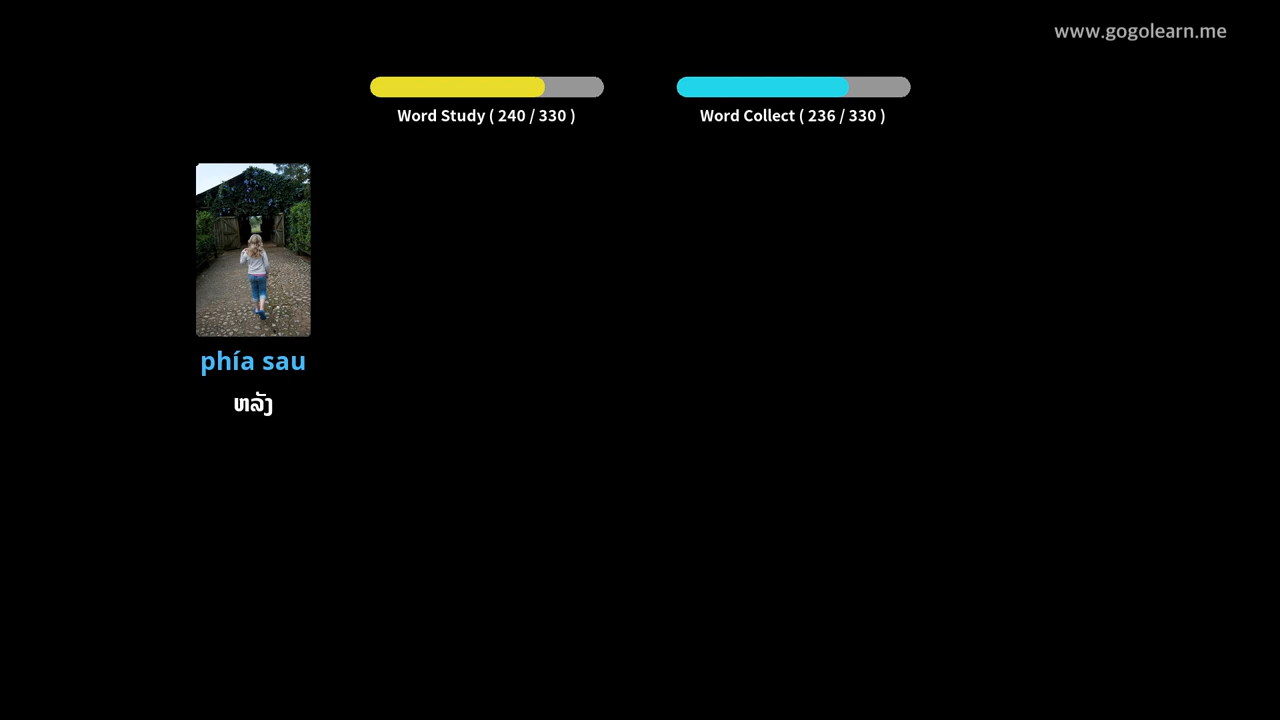 www.gogolearn.me
Word Study ( 240 / 330 )
Word Collect ( 236 / 330 )
phía sau
ຫລັງ